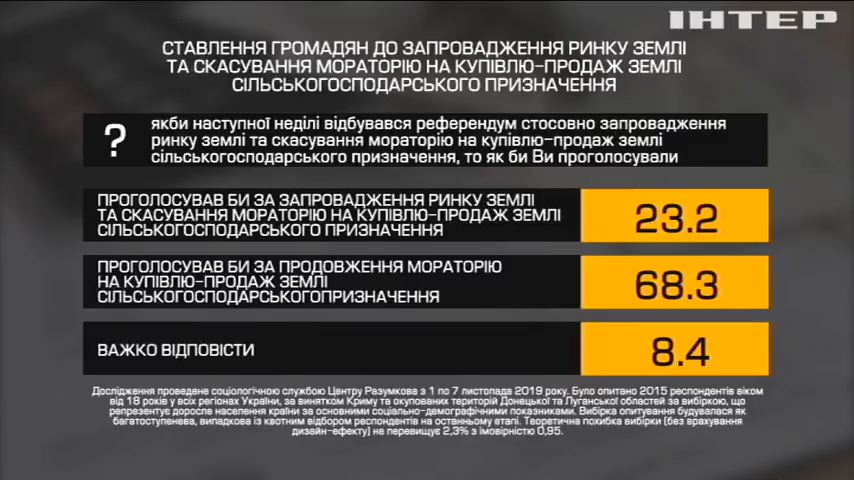 ІНТЕР
СТАВЛЕННЯ ГРОМАДЯН ДО ЗАПРОВАДЖЕННЯ РИНКУ ЗЕМЛІ
ТА СКАСУВАННЯ МОРАТОРІЮ НА КУПІВЛЮ-ПРОДАЖ ЗЕМЛІ
СІЛЬСЬКОГОСПОДАРСЬКОГО ПРИЗНАЧЕННЯ
?
якби наступної неділі відбувався референдум стосовно запровадження
ринку землі та скасування мораторію на купівлю-продаж землі
сільськогосподарського призначення, то як би Ви проголосували
ПРОГОЛОСУВАВ БИ ЗА ЗАПРОВАДЖЕННЯ РИНКУ ЗЕМЛІ
ТА СКАСУВАННЯ МОРАТОРІЮ НА КУПІВЛЮ-ПРОДАЖ ЗЕМЛІ
СІЛЬСЬКОГОСПОДАРСЬКОГО ПРИЗНАЧЕННЯ
23.2
ПРОГОЛОСУВАВ БИ ЗА ПРОДОВЖЕННЯ МОРАТОРІЮ
НА КУПІВЛЮ-ПРОДАЖ ЗЕМЛІ
СІЛЬСЬКОГОСПОДАРСЬКОГОПРИЗНАЧЕННЯ
68.3
ВАЖКО ВІДПОВІСТИ
8.4
Дослідження проведене соціологічною службою Центру Разумкова з 1 по 7 листопада 2019 року. Було опитано 2015 респондентів віком
від 18 років у всіх регіонах України, за винятком Криму та окупованих територій Донецької та Луганської областей за вибіркою, що
репрезентує доросле населення країни за основними соціально-демографічними показниками. Вибірка опитування будувалася як
багатоступенева, випадкова із квотним відбором респондентів на останньому етапі. Теоретична похибка вибірки (без врахування
дизайн-ефекту) не перевищує 2,3% з імовірністю 0,95.